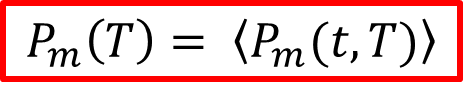 P_m(T) = ⟨P_m(t, T)⟩